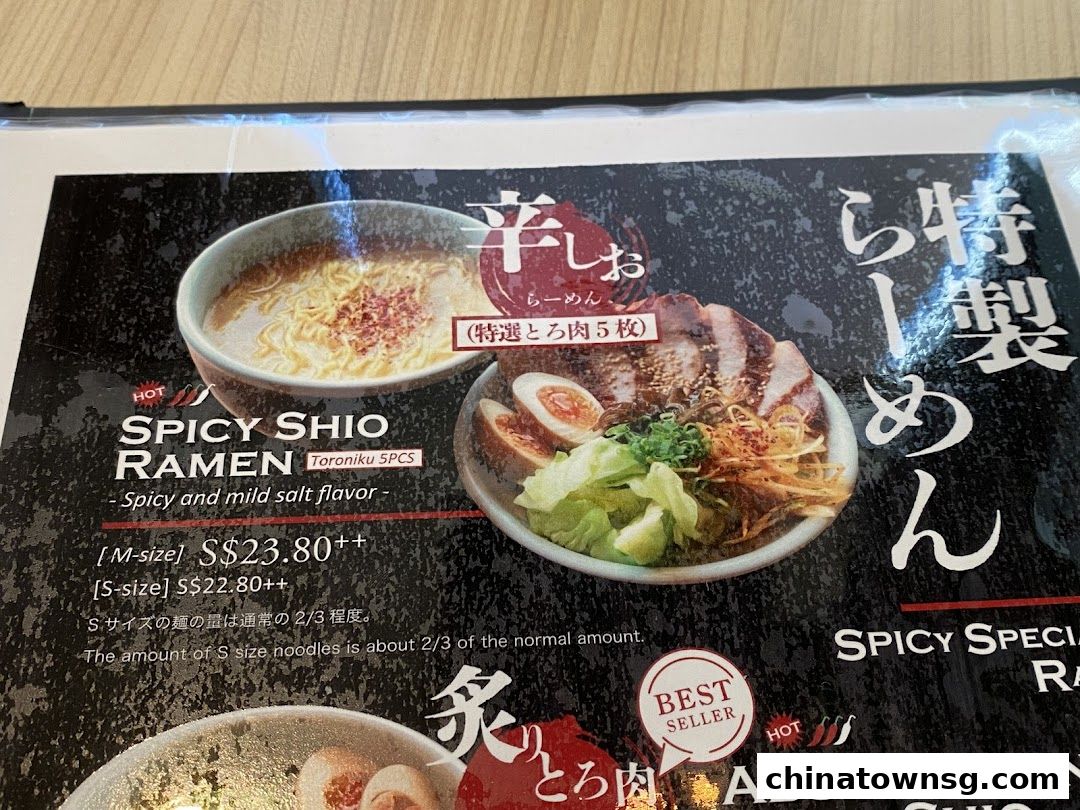 辛しお
らーめん
(特選とろ肉5枚)
特製
らーめん
HOT
SPICY SHIO
RAMEN Toroniku 5PCS
- Spicy and mild salt flavor -
[M-size] S$23.80++
[S-size] S$22.80++
Sサイズの麺の量は通常の2/3程度。
The amount of S size noodles is about 2/3 of the normal amount.
SPICY
炙りとろ肉
BEST
SELLER
HOT
chinatownsg.com